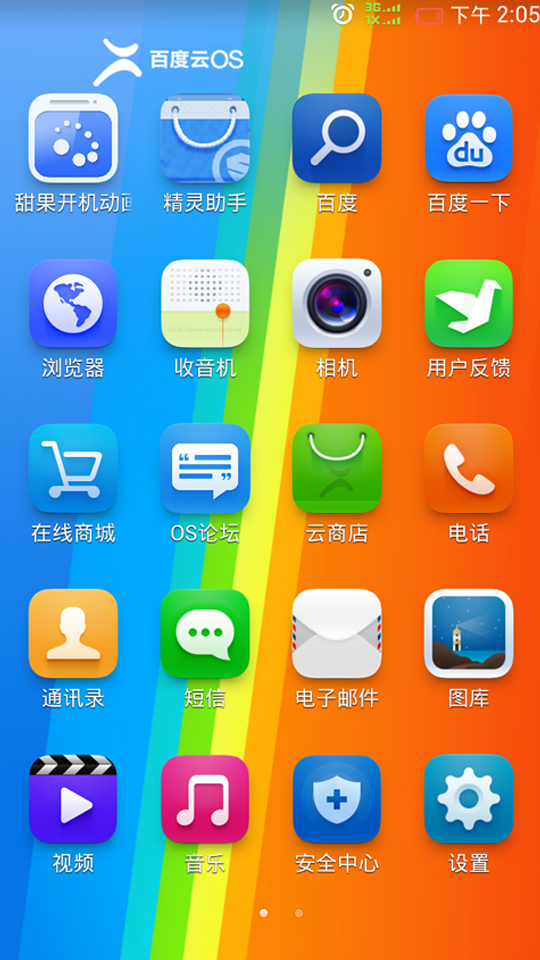 3G
1X
下午 2:05
百度云OS
甜果开机动画
精灵助手
百度
du
百度一下
浏览器
收音机
相机
用户反馈
在线商城
OS论坛
云商店
电话
通讯录
短信
电子邮件
图库
视频
音乐
安全中心
设置